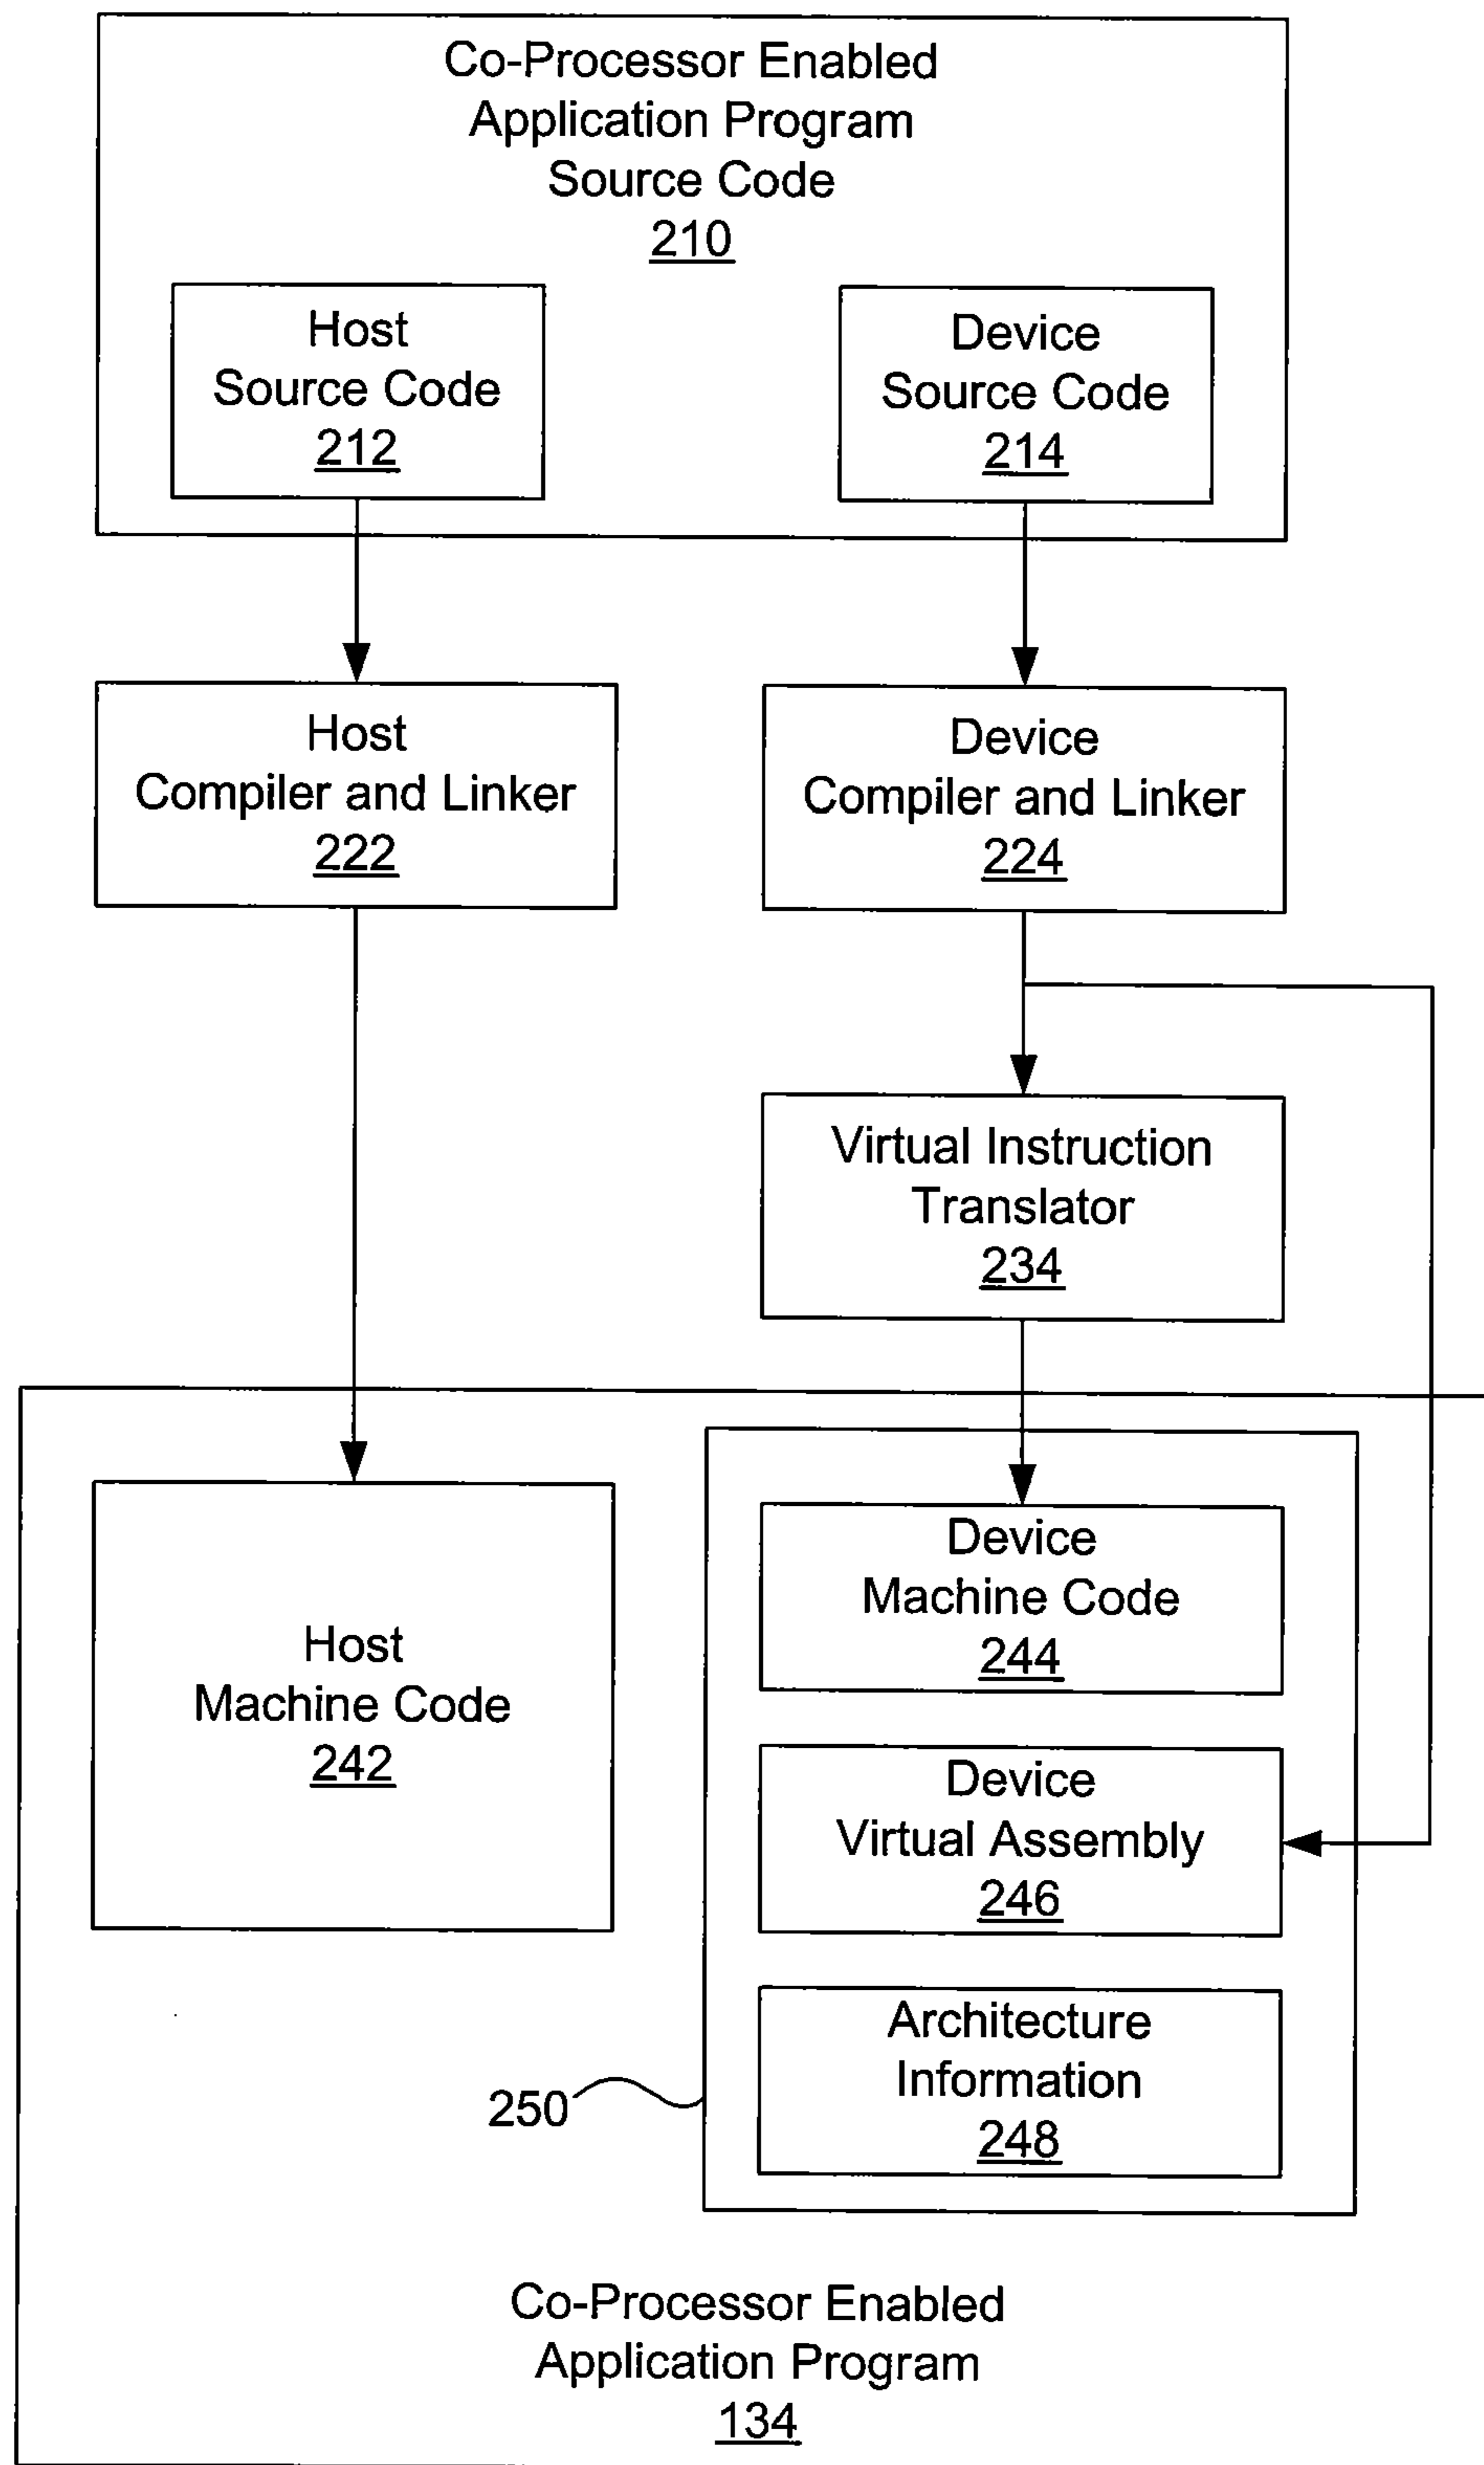 Co-Processor Enabled
Application Program
Source Code
210
Host
Source Code
212
Device
Source Code
214
Host
Compiler and Linker
222
Device
Compiler and Linker
224
Virtual Instruction
Translator
234
Host
Machine Code
242
Device
Machine Code
244
Device
Virtual Assembly
246
Architecture
Information
248
250
Co-Processor Enabled
Application Program
134